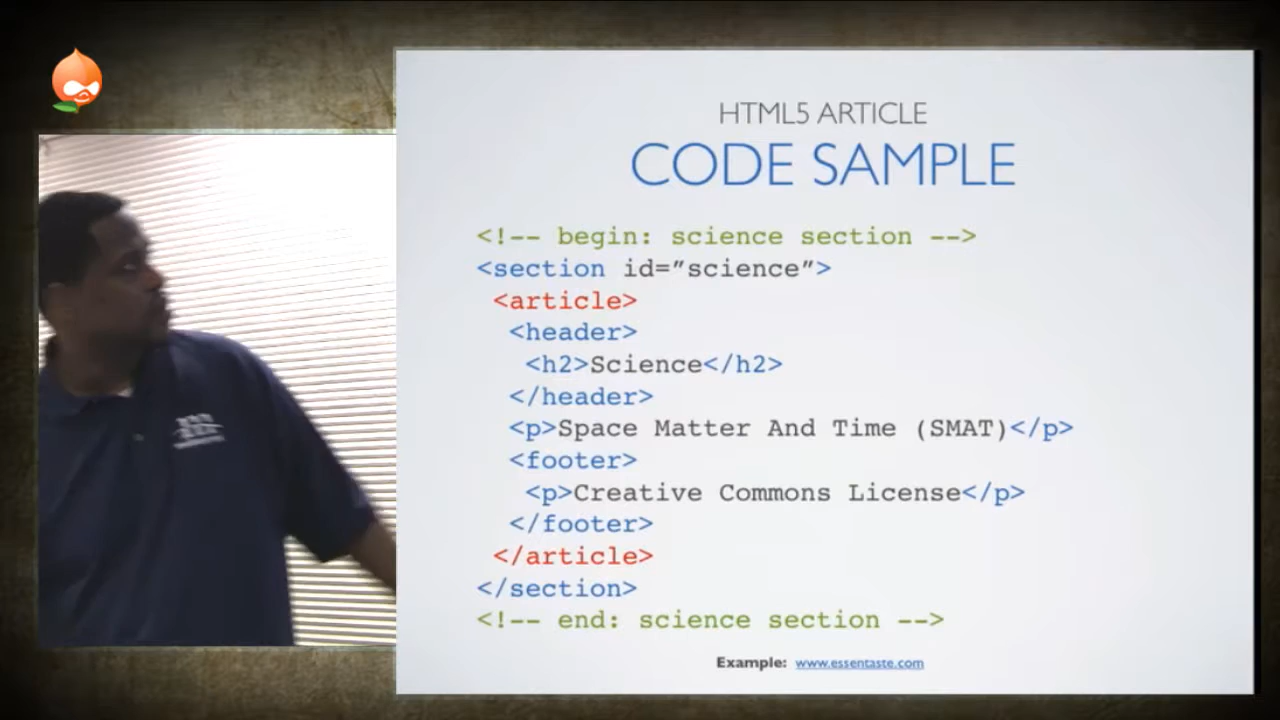 HTML5 ARTICLE
CODE SAMPLE
<!-- begin: science section -->
<section id=”science”>
<article>
<header>
<h2>Science</h2>
</header>
<p>Space Matter And Time (SMAT)</p>
<footer>
<p>Creative Commons License</p>
</footer>
</article>
</section>
<!-- end: science section -->
Example: www.essentaste.com